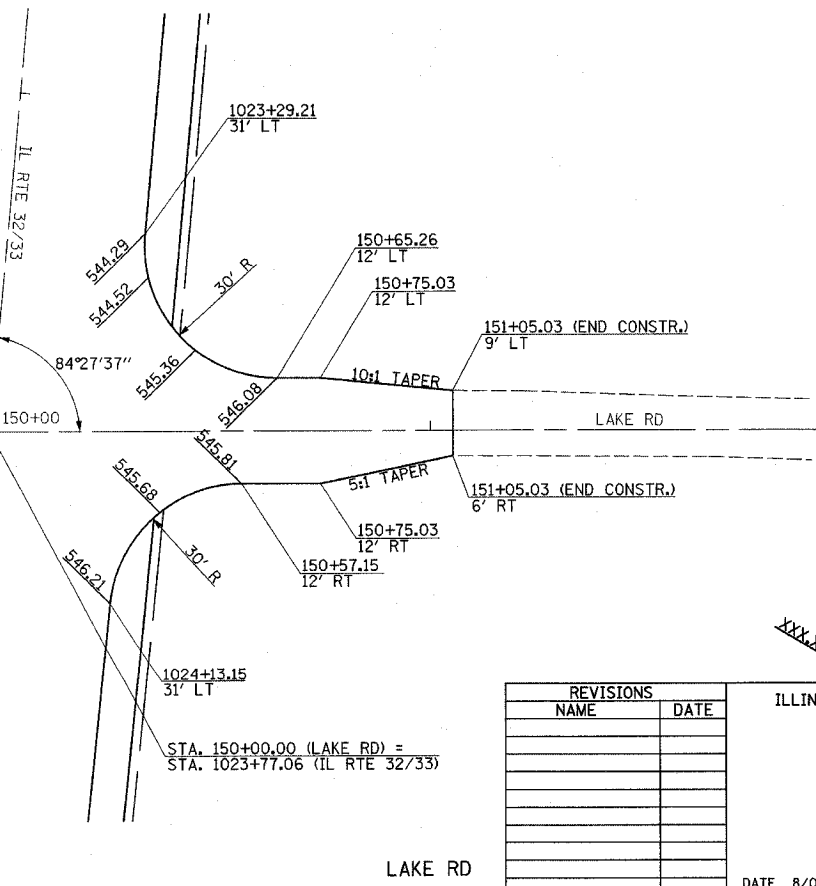 IL RTE 32/33
1023+29.21
31' LT
544.29
544.52
30' R
150+65.26
12' LT
150+75.03
12' LT
151+05.03 (END CONSTR.)
9' LT
84°27'37"
545.36
546.08
10:1 TAPER
150+00
LAKE RD
545.81
545.68
5:1 TAPER
151+05.03 (END CONSTR.)
6' RT
150+75.03
12' RT
546.21
30' R
150+57.15
12' RT
1024+13.15
31' LT
XXX.X
STA. 150+00.00 (LAKE RD) =
STA. 1023+77.06 (IL RTE 32/33)
REVISIONS
NAME DATE
ILLIN
LAKE RD
DATE 8/0